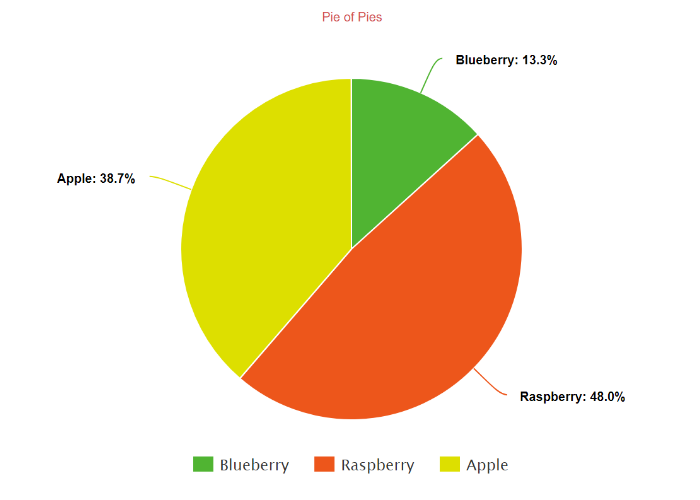 Pie of Pies
Blueberry: 13.3%
Apple: 38.7%
Raspberry: 48.0%
Blueberry Raspberry Apple